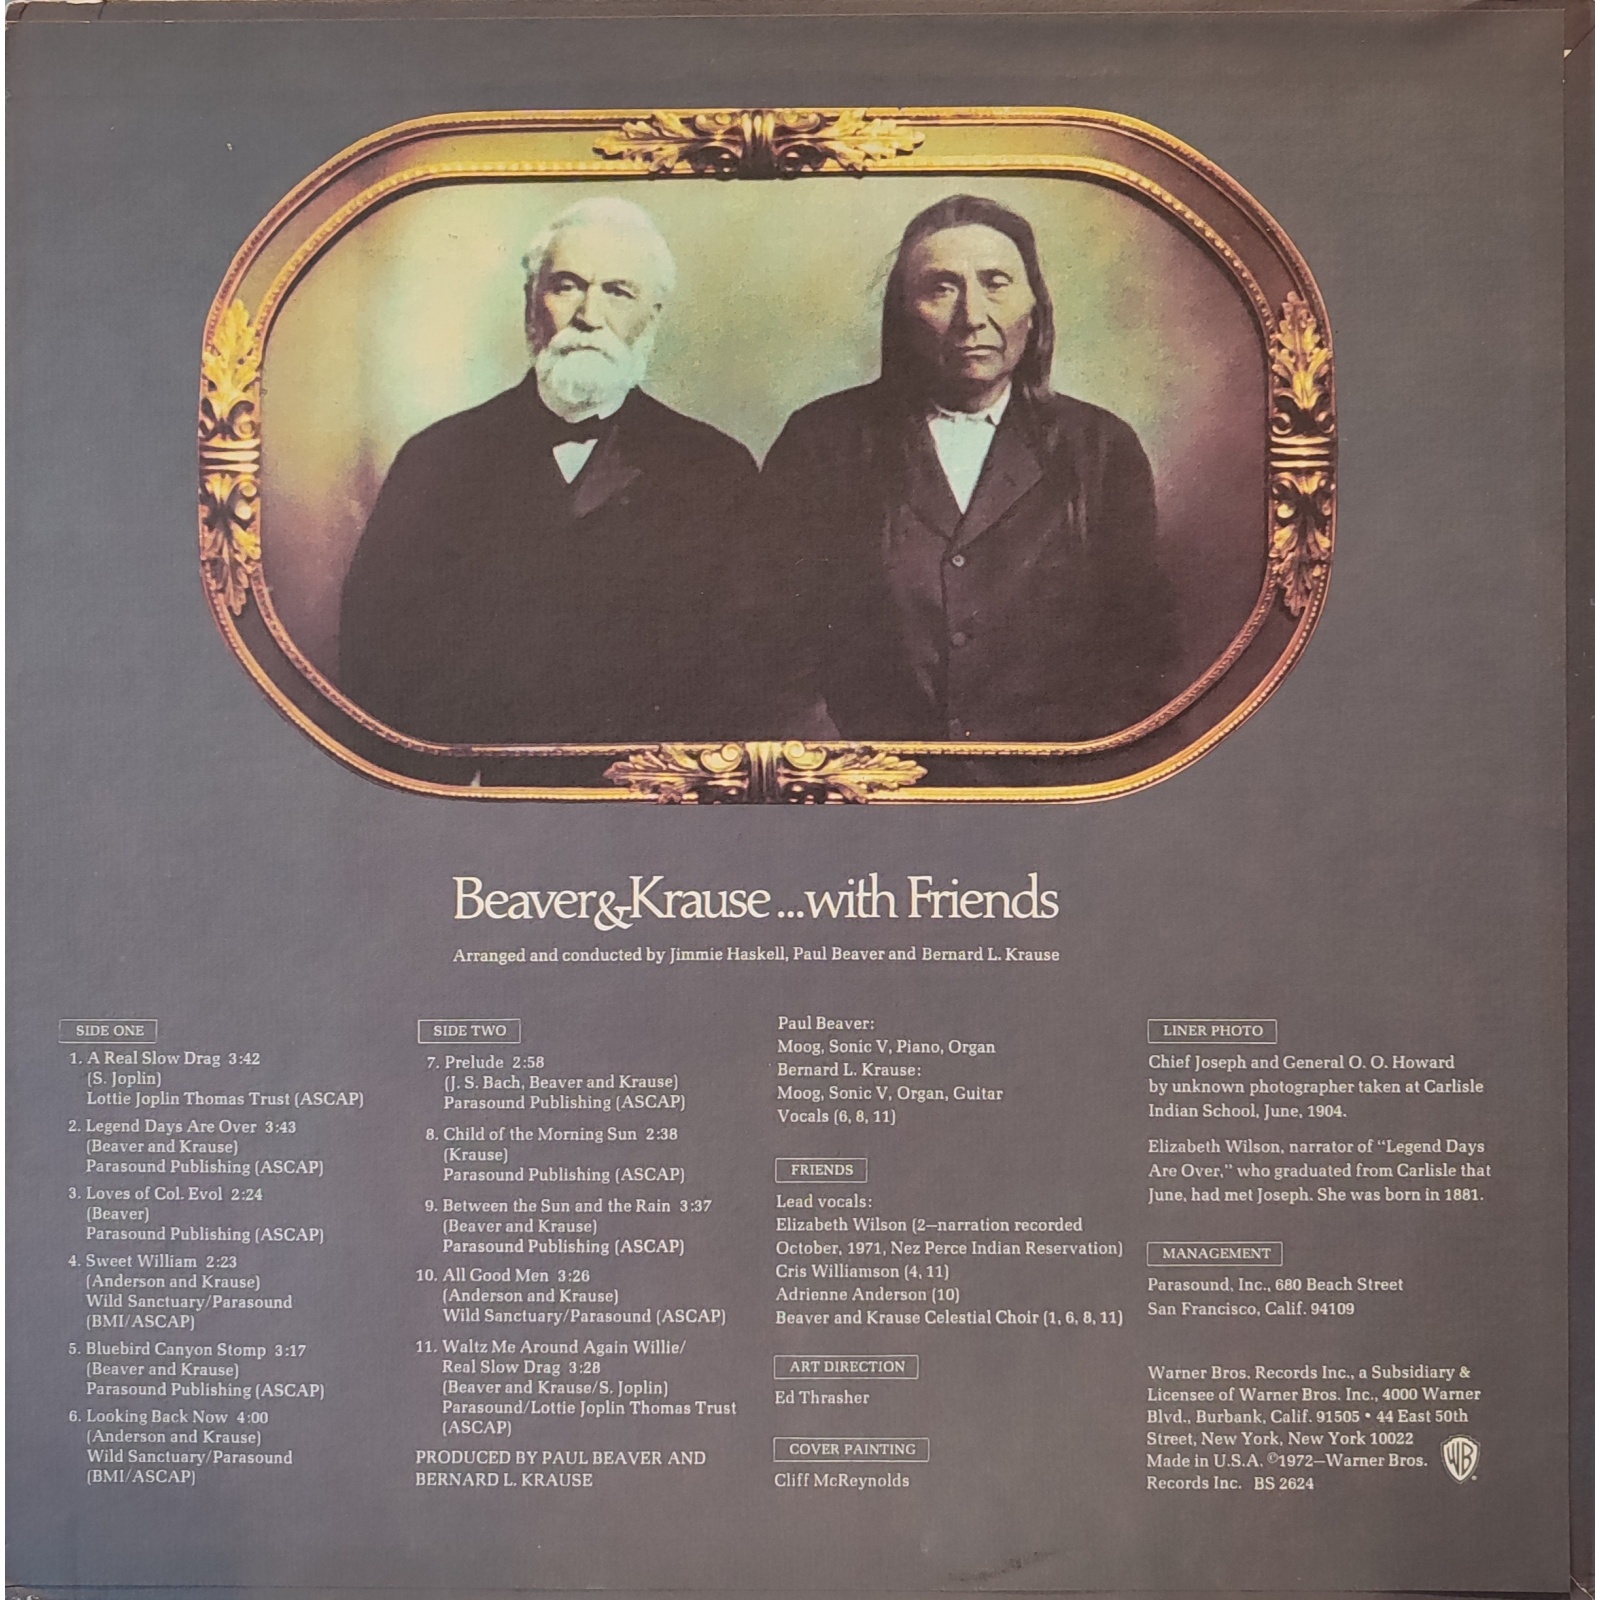 Beaver&Krause...with Friends
Arranged and conducted by Jimmie Haskell, Paul Beaver and Bernard L. Krause
SIDE ONE
1. A Real Slow Drag 3:42
(S. Joplin)
Lottie Joplin Thomas Trust (ASCAP)
2. Legend Days Are Over 3:43
(Beaver and Krause)
Parasound Publishing (ASCAP)
3. Loves of Col. Evol 2:24
(Beaver)
Parasound Publishing (ASCAP)
4. Sweet William 2:23
(Anderson and Krause)
Wild Sanctuary/Parasound
(BMI/ASCAP)
5. Bluebird Canyon Stomp 3:17
(Beaver and Krause)
Parasound Publishing (ASCAP)
6. Looking Back Now 4:00
(Anderson and Krause)
Wild Sanctuary/Parasound
(BMI/ASCAP)
SIDE TWO
7. Prelude 2:58
(J. S. Bach, Beaver and Krause)
Parasound Publishing (ASCAP)
8. Child of the Morning Sun 2:38
(Krause)
Parasound Publishing (ASCAP)
9. Between the Sun and the Rain 3:37
(Beaver and Krause)
Parasound Publishing (ASCAP)
10. All Good Men 3:26
(Anderson and Krause)
Wild Sanctuary/Parasound (ASCAP)
11. Waltz Me Around Again Willie/
Real Slow Drag 3:28
(Beaver and Krause/S. Joplin)
Parasound/Lottie Joplin Thomas Trust
(ASCAP)
PRODUCED BY PAUL BEAVER AND
BERNARD L. KRAUSE
Paul Beaver:
Moog, Sonic V, Piano, Organ
Bernard L. Krause:
Moog, Sonic V, Organ, Guitar
Vocals (6, 8, 11)
FRIENDS
Lead vocals:
Elizabeth Wilson (2—narration recorded
October, 1971, Nez Perce Indian Reservation)
Cris Williamson (4, 11)
Adrienne Anderson (10)
Beaver and Krause Celestial Choir (1, 6, 8, 11)
ART DIRECTION
Ed Thrasher
COVER PAINTING
Cliff McReynolds
LINER PHOTO
Chief Joseph and General O. O. Howard
by unknown photographer taken at Carlisle
Indian School, June, 1904.
Elizabeth Wilson, narrator of “Legend Days
Are Over,” who graduated from Carlisle that
June, had met Joseph. She was born in 1881.
MANAGEMENT
Parasound, Inc., 680 Beach Street
San Francisco, Calif. 94109
Warner Bros. Records Inc., a Subsidiary &
Licensee of Warner Bros. Inc., 4000 Warner
Blvd., Burbank, Calif. 91505 • 44 East 50th
Street, New York, New York 10022
Made in U.S.A. ©1972—Warner Bros.
Records Inc. BS 2624
WB